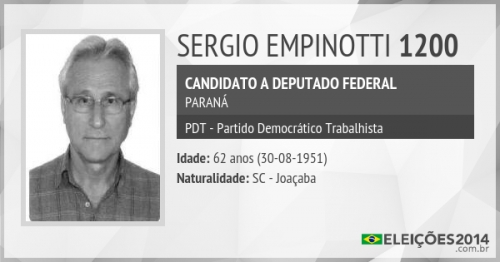 SERGIO EMPINOTTI 1200
CANDIDATO A DEPUTADO FEDERAL
PARANÁ
PDT - Partido Democrático Trabalhista
Idade: 62 anos (30-08-1951)
Naturalidade: SC - Joaçaba
ELEIÇÕES2014
.com.br